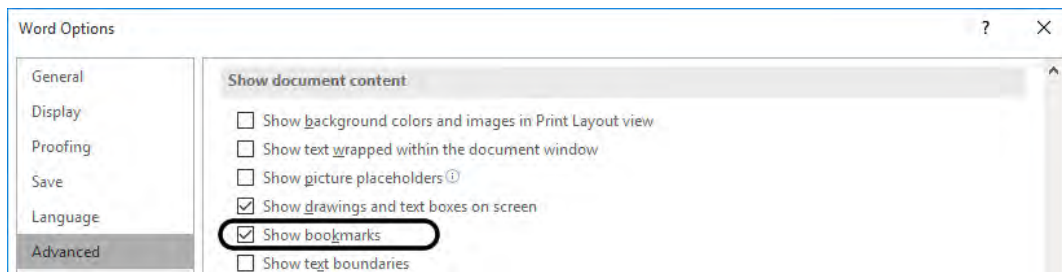 Word Options
?
General
Display
Proofing
Save
Language
Advanced
Show document content
Show background colors and images in Print Layout view
Show text wrapped within the document window
Show picture placeholders
Show drawings and text boxes on screen
Show bookmarks
Show text boundaries